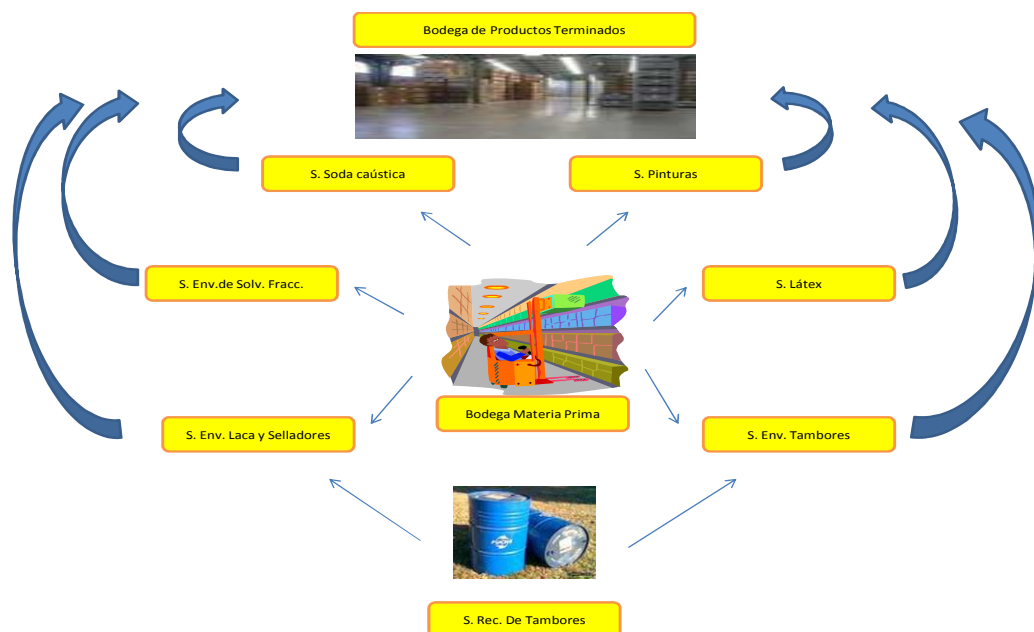 Bodega de Productos Terminados
S. Soda caústica
S. Pinturas
S. Env.de Solv. Fracc.
S. Látex
Bodega Materia Prima
S. Env. Laca y Selladores
S. Env. Tambores
S. Rec. De Tambores